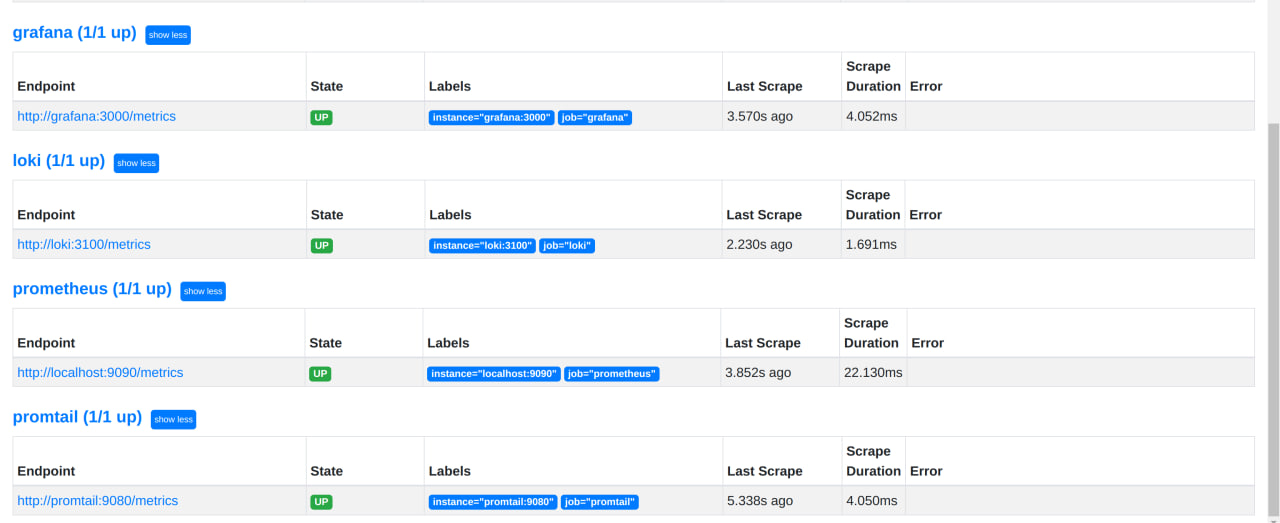 grafana (1/1 up) show less
Endpoint State Labels Last Scrape Scrape Duration Error
http://grafana:3000/metrics UP instance="grafana:3000" job="grafana" 3.570s ago 4.052ms
loki (1/1 up) show less
Endpoint State Labels Last Scrape Scrape Duration Error
http://loki:3100/metrics UP instance="loki:3100" job="loki" 2.230s ago 1.691ms
prometheus (1/1 up) show less
Endpoint State Labels Last Scrape Scrape Duration Error
http://localhost:9090/metrics UP instance="localhost:9090" job="prometheus" 3.852s ago 22.130ms
promtail (1/1 up) show less
Endpoint State Labels Last Scrape Scrape Duration Error
http://promtail:9080/metrics UP instance="promtail:9080" job="promtail" 5.338s ago 4.050ms